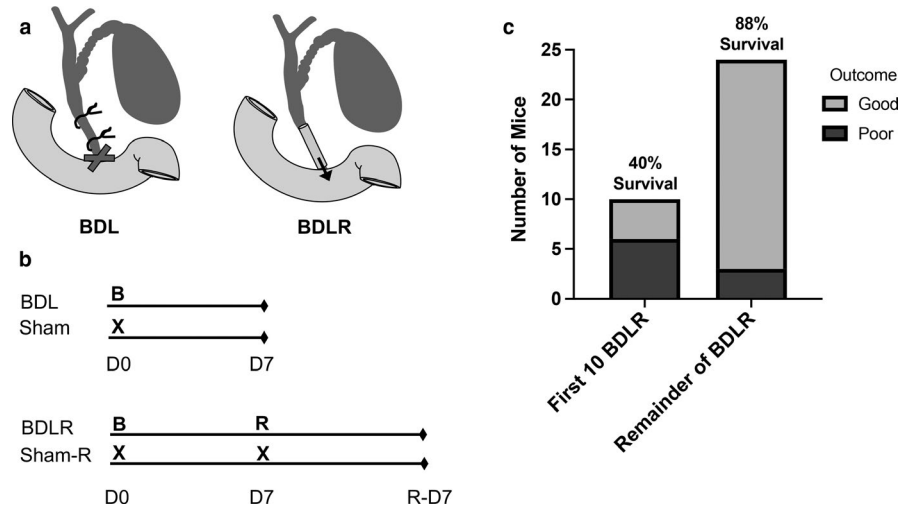 a
BDL
BDLR
b
BDL
B
Sham
X
D0 D7
BDLR
B R
Sham-R
X X
D0 D7 R-D7
c
88%
Survival
40%
Survival
Number of Mice
25
20
15
10
5
0
First 10 BDLR
Remainder of BDLR
Outcome
Good
Poor